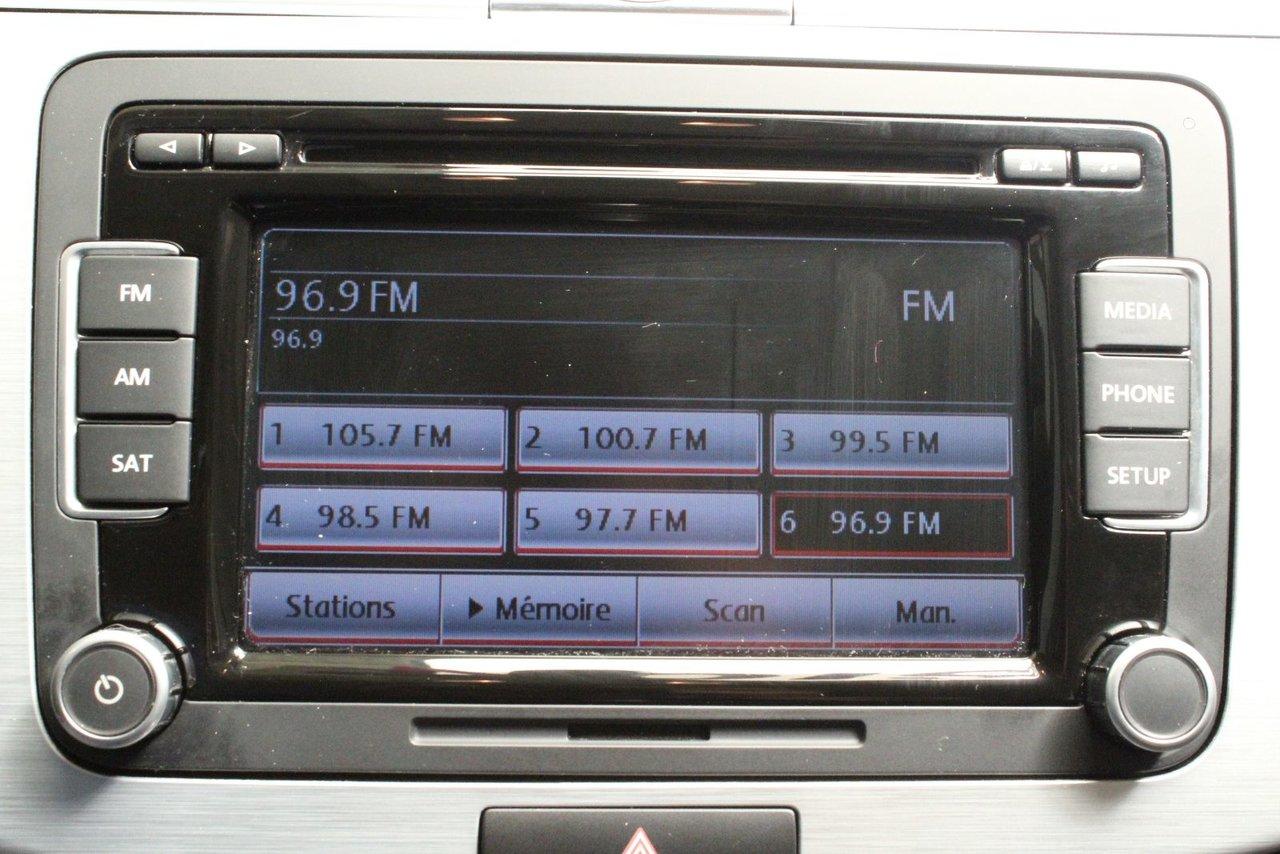 FM
AM
SAT
96.9 FM
FM
96.9
1 105.7 FM
2 100.7 FM
3 99.5 FM
4 98.5 FM
5 97.7 FM
6 96.9 FM
Stations
Mémoire
Scan
Man.
MEDIA
PHONE
SETUP